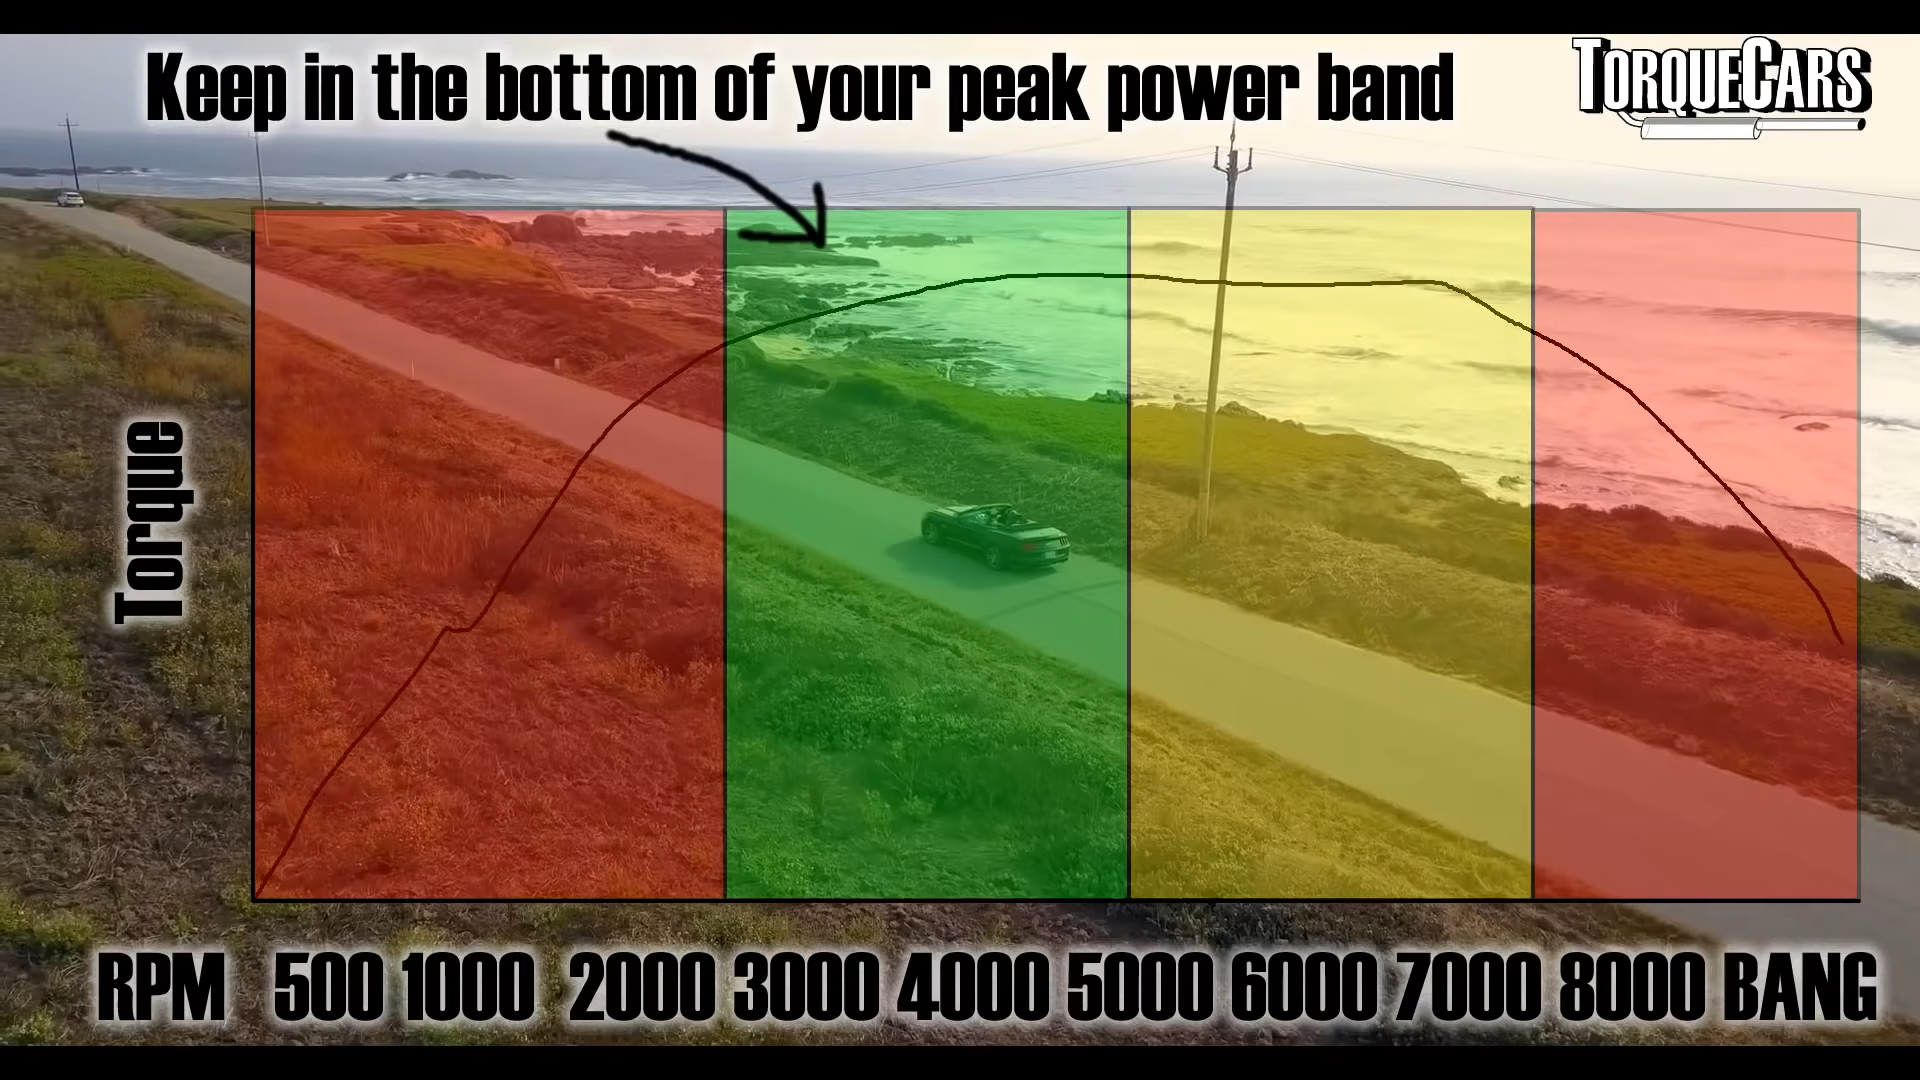 Keep in the bottom of your peak power band
TORQUECARS
Torque
RPM 500 1000 2000 3000 4000 5000 6000 7000 8000 BANG